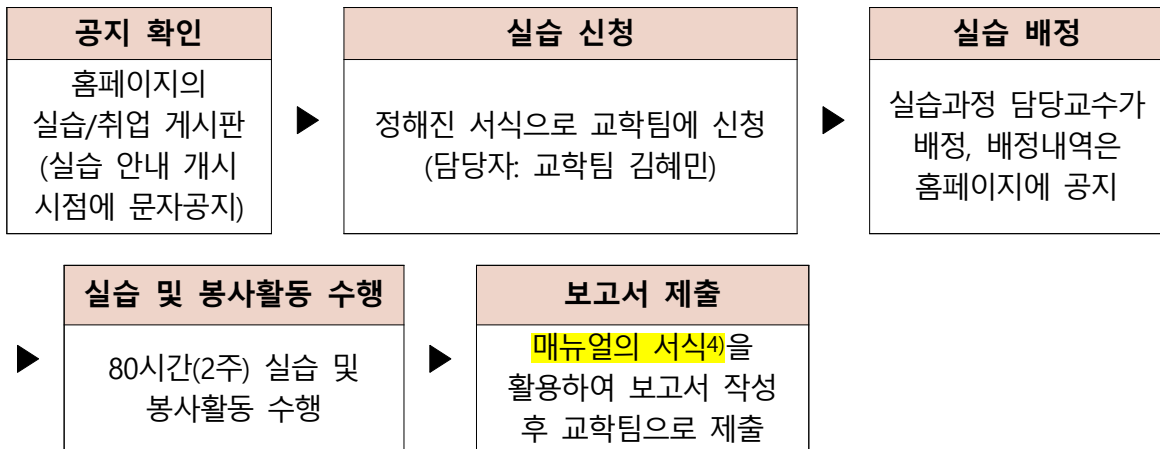 공지 확인
홈페이지의
실습/취업 게시판
(실습 안내 개시
시점에 문자공지)
실습 신청
정해진 서식으로 교학팀에 신청
(담당자: 교학팀 김혜민)
실습 배정
실습과정 담당교수가
배정, 배정내역은
홈페이지에 공지
실습 및 봉사활동 수행
80시간(2주) 실습 및
봉사활동 수행
보고서 제출
매뉴얼의 서식4)을
활용하여 보고서 작성
후 교학팀으로 제출